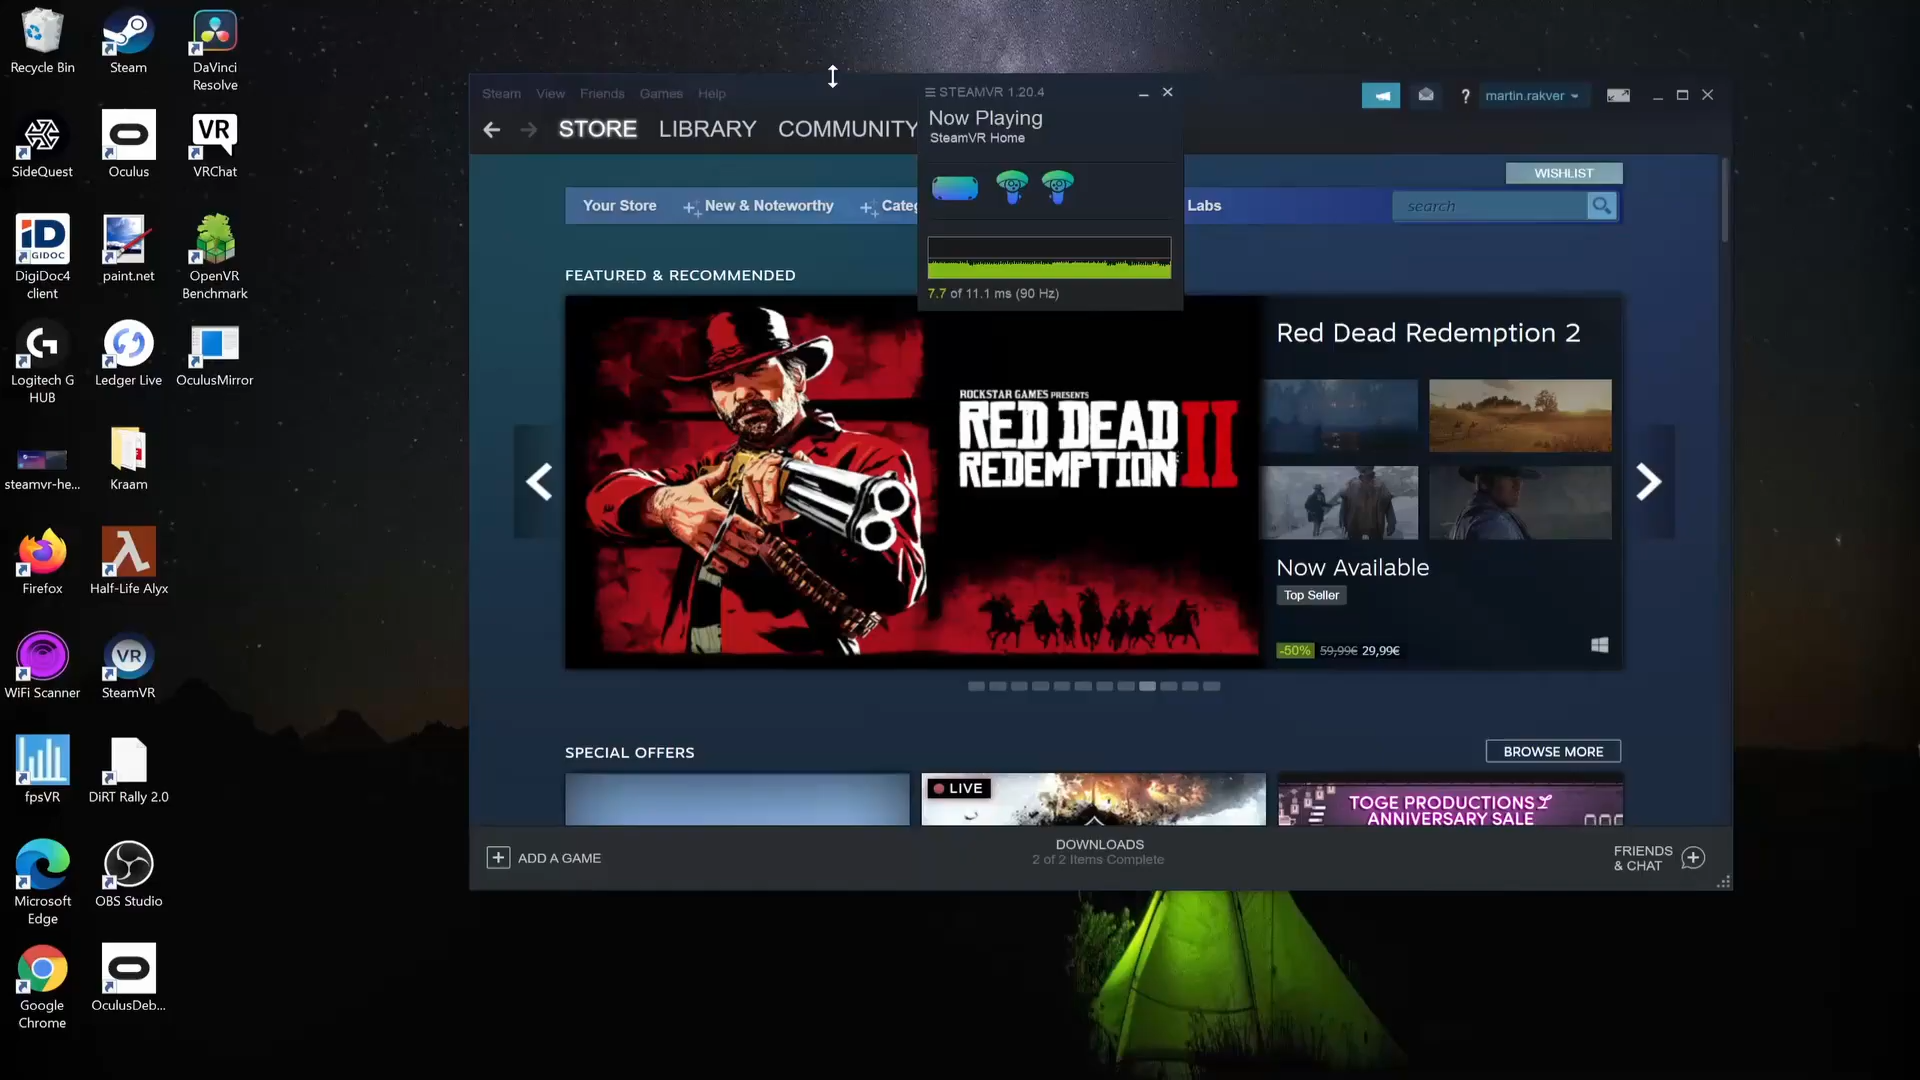 Recycle Bin
Steam
DaVinci
Resolve
SideQuest
Oculus
VR
VRChat
iD
GIDOC
DigiDoc4
client
paint.net
OpenVR
Benchmark
Logitech G
HUB
Ledger Live
OculusMirror
steamvr-he...
Kraam
Firefox
Half-Life Alyx
WiFi Scanner
VR
SteamVR
fpsVR
DiRT Rally 2.0
Microsoft
Edge
OBS Studio
Google
Chrome
OculusDeb...
Steam View Friends Games Help
martin.rakver
STORE LIBRARY COMMUNITY
STEAMVR 1.20.4
Now Playing
SteamVR Home
7.7 of 11.1 ms (90 Hz)
WISHLIST
Your Store New & Noteworthy Categ Labs search
FEATURED & RECOMMENDED
ROCKSTAR GAMES PRESENTS
RED DEAD
REDEMPTION II
Red Dead Redemption 2
Now Available
Top Seller
-50% 59,99€ 29,99€
SPECIAL OFFERS
BROWSE MORE
LIVE
TOGE PRODUCTIONS
ANNIVERSARY SALE
ADD A GAME
DOWNLOADS
2 of 2 Items Complete
FRIENDS
& CHAT